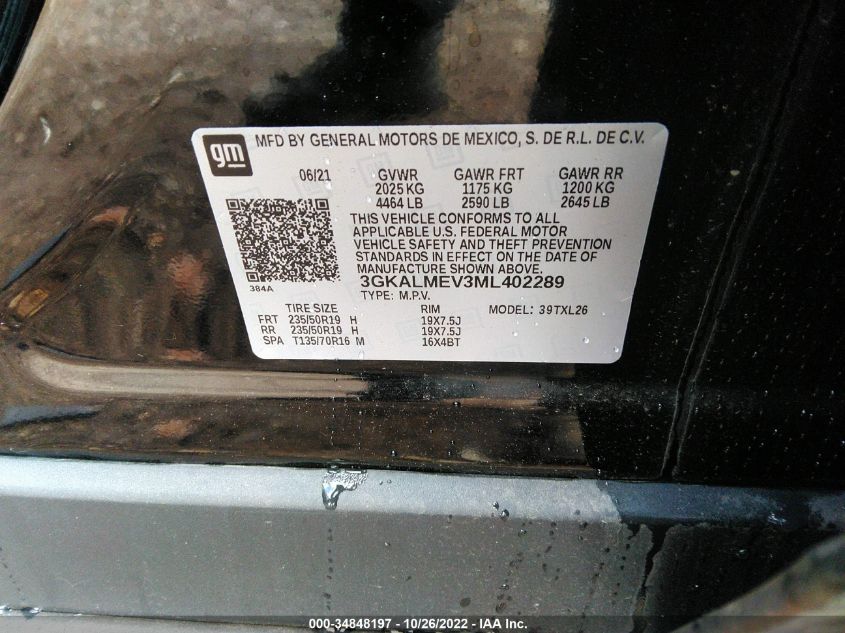 gm
MFD BY GENERAL MOTORS DE MEXICO, S. DE R.L. DE C.V.
06/21 GVWR GAWR FRT GAWR RR
2025 KG 1175 KG 1200 KG
4464 LB 2590 LB 2645 LB
THIS VEHICLE CONFORMS TO ALL
APPLICABLE U.S. FEDERAL MOTOR
VEHICLE SAFETY AND THEFT PREVENTION
STANDARDS IN EFFECT ON THE DATE OF
MANUFACTURE SHOWN ABOVE.
384A
3GKALMEV3ML402289
TYPE: M.P.V.
TIRE SIZE RIM MODEL: 39TXL26
FRT 235/50R19 H 19X7.5J
RR 235/50R19 H 19X7.5J
SPA T135/70R16 M 16X4BT
000-34848197 - 10/26/2022 - IAA Inc.